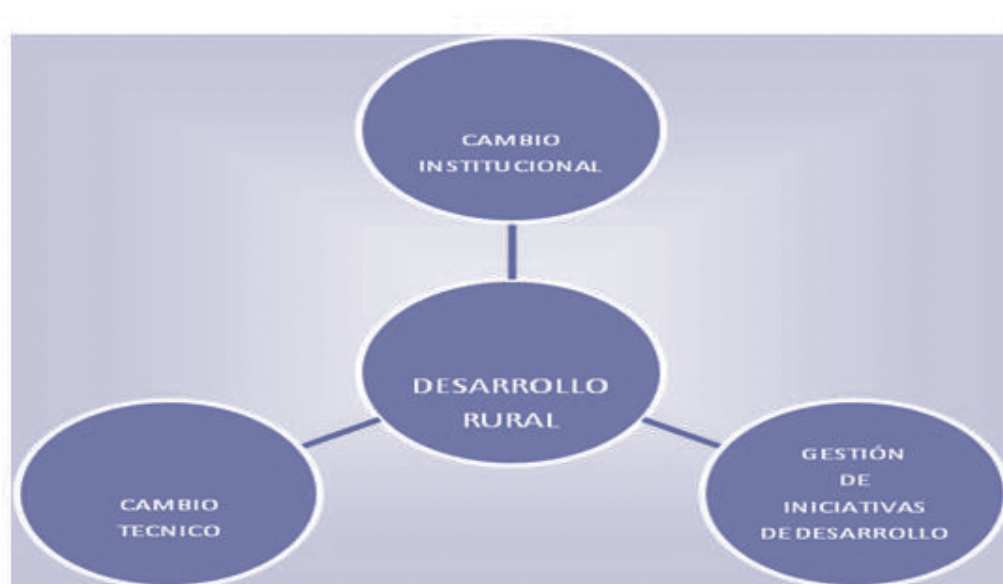 CAMBIO
INSTITUCIONAL
DESARROLLO
RURAL
CAMBIO
TECNICO
GESTIÓN
DE
INICIATIVAS
DE DESARROLLO